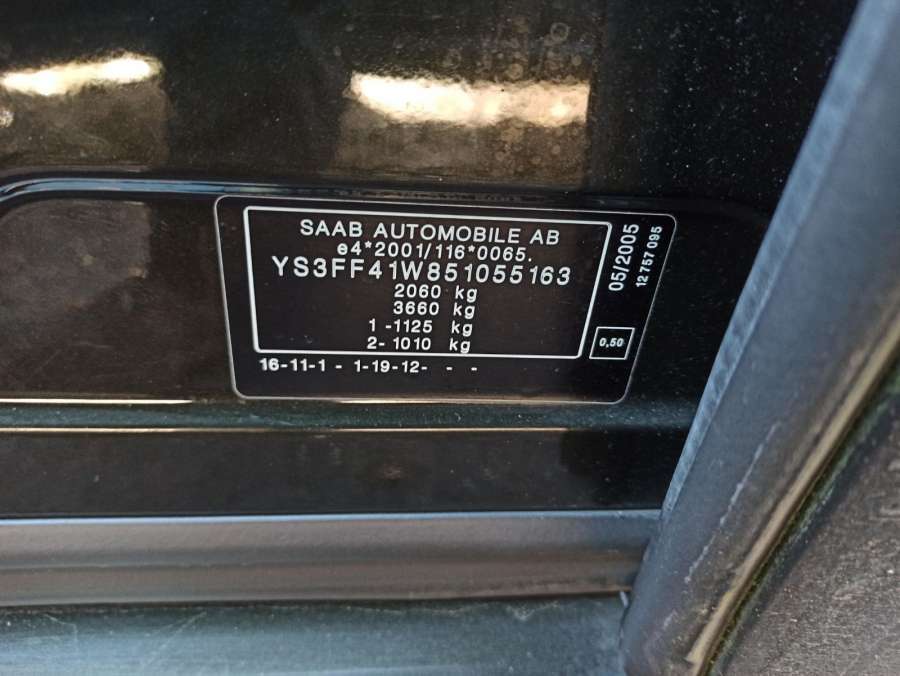 SAAB AUTOMOBILE AB
e4*2001/116*0065.
YS3FF41W851055163
2060 kg
3660 kg
1 -1125 kg
2- 1010 kg
16-11-1 - 1-19-12- - -
05/2005
12 757 095
0,50